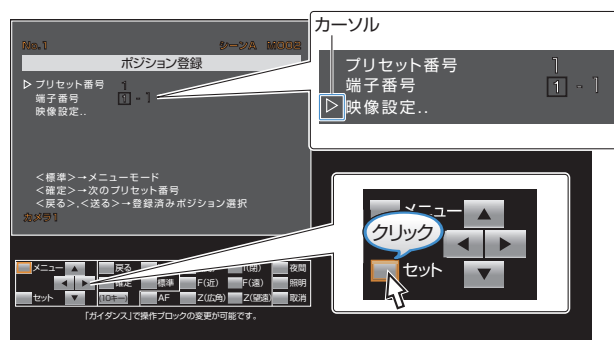 カーソル
No.1 シーンA M002
ポジション登録
▷ プリセット番号 1
端子番号 1 - 1
映像設定..
<標準>→メニューモード
<確定>→次のプリセット番号
<戻る>.<送る>→登録済みポジション選択
カメラ1
プリセット番号 1
端子番号 1 - 1
▷ 映像設定..
メニュー ▲
クリック
◀ ▶
セット ▼
メニュー ▲ 戻る I(閉) 夜間
◀ ▶ 確定 標準 F(近) F(遠) 照明
セット ▼ (10キー) AF Z(広角) Z(望遠) 取消
「ガイダンス」で操作ブロックの変更が可能です。